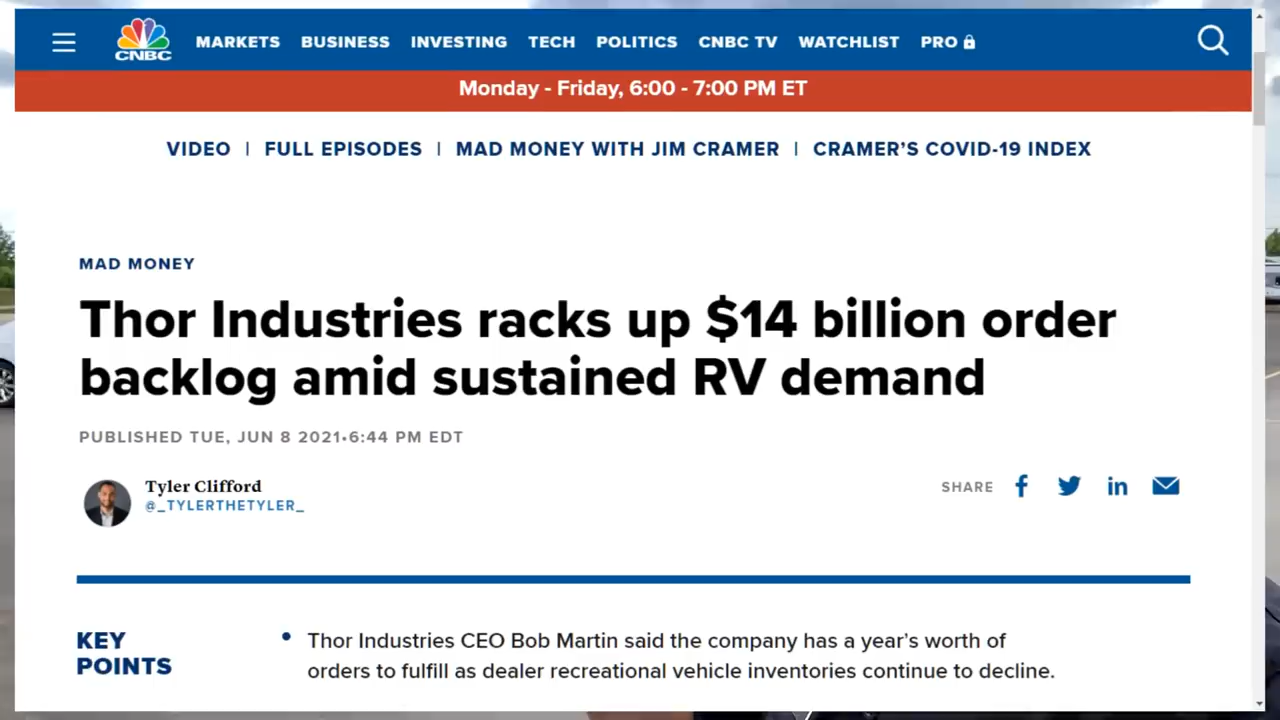 CNBC
MARKETS BUSINESS INVESTING TECH POLITICS CNBC TV WATCHLIST PRO
Monday - Friday, 6:00 - 7:00 PM ET
VIDEO | FULL EPISODES | MAD MONEY WITH JIM CRAMER | CRAMER’S COVID-19 INDEX
MAD MONEY
Thor Industries racks up $14 billion order
backlog amid sustained RV demand
PUBLISHED TUE, JUN 8 2021•6:44 PM EDT
Tyler Clifford
@_TYLERTHETYLER_
SHARE
KEY
POINTS
• Thor Industries CEO Bob Martin said the company has a year’s worth of
orders to fulfill as dealer recreational vehicle inventories continue to decline.